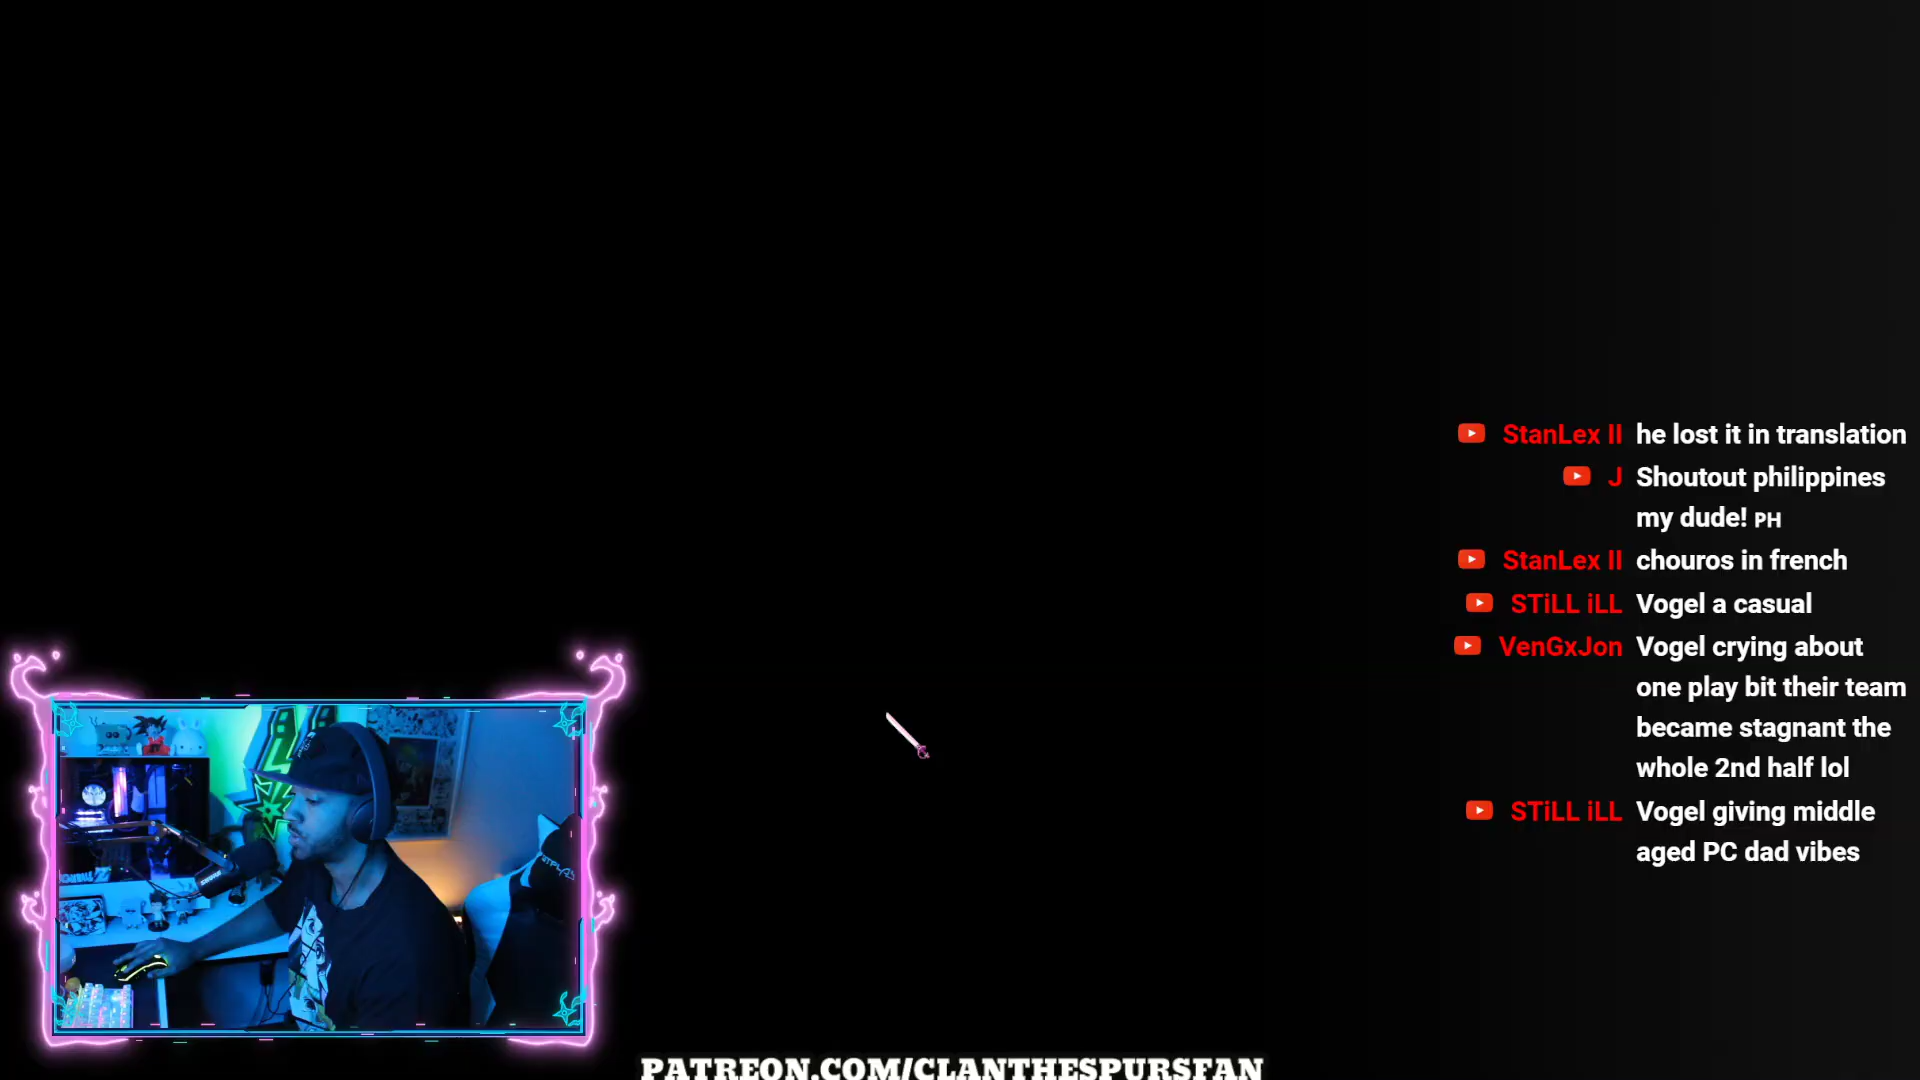 StanLex II he lost it in translation
J Shoutout philippines
my dude! PH
StanLex II chouros in french
STiLL iLL Vogel a casual
VenGxJon Vogel crying about
one play bit their team
became stagnant the
whole 2nd half lol
STiLL iLL Vogel giving middle
aged PC dad vibes
PATREON.COM/CLANTHESPURSFAN